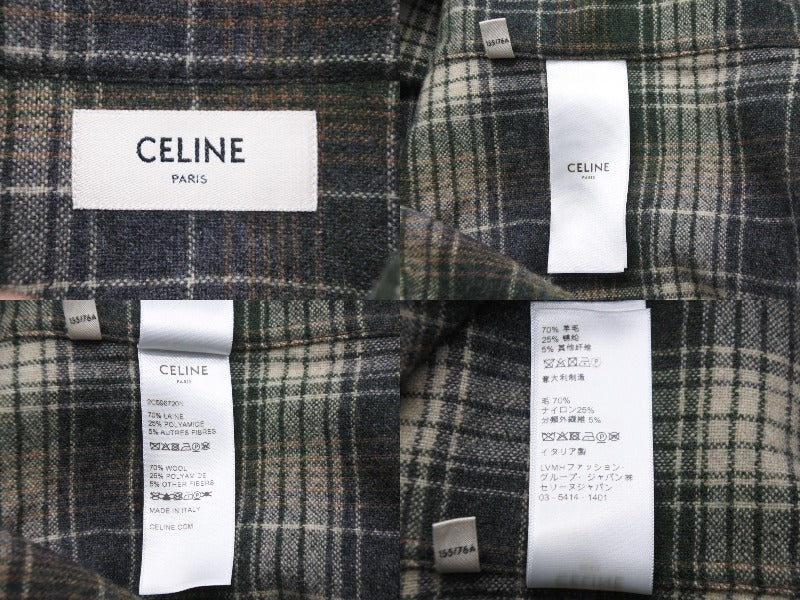 CELINE
PARIS
155/76A
CELINE
PARIS
155/76A
CELINE
PARIS
70% LAINE
25% POLYAMIDE
5% AUTRES FIBRES
70% WOOL
25% POLYAMIDE
5% OTHER FIBERS
MADE IN ITALY
CELINE.COM
70% 羊毛
25% 锦纶
5% 其他纤维
意大利制造
毛 70%
ナイロン25%
分類外繊維 5%
イタリア製
LVMHファッション・
グループ・ジャパン㈱
セリーヌジャパン
03-5414-1401
155/76A
CELINE